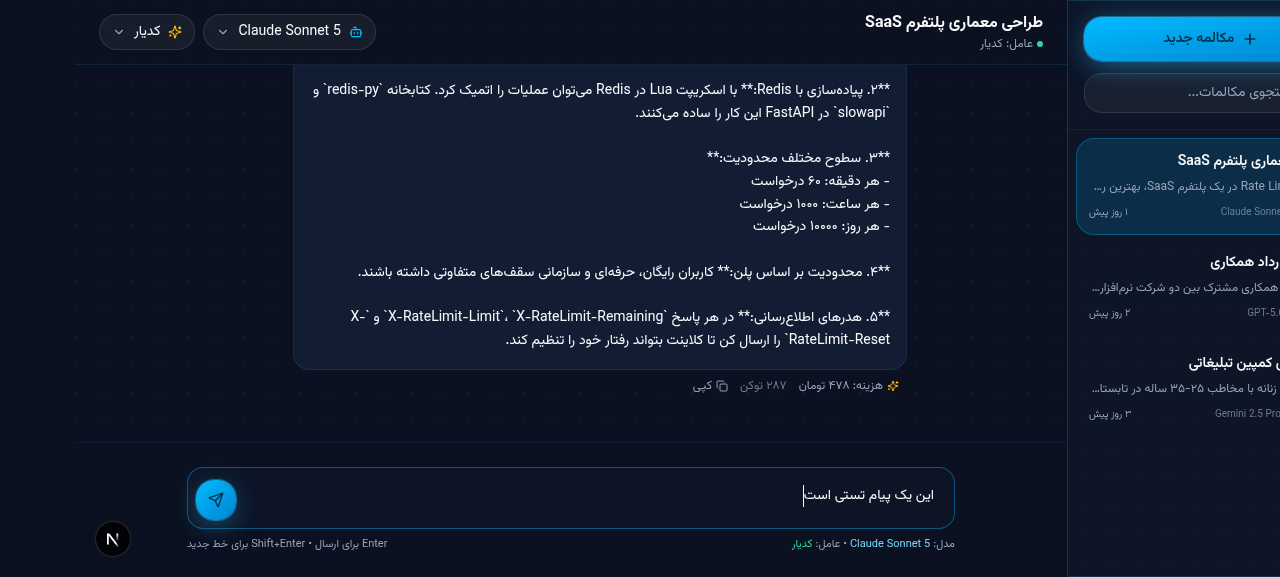 مکالمه جدید
جوی مکالمات...
ماری پلتفرم SaaS
Rate در یک پلتفرم SaaS، بهترین ر...
Claude
۱ روز پیش
رداد همکاری
همکاری مشترک بین دو شرکت نرم‌افزار...
۲ روز پیش
کمپین تبلیغاتی
زنانه با مخاطب ۲۵-۳۵ ساله در تابستا...
Gemini 2.5 Pro
۳ روز پیش
طراحی معماری پلتفرم SaaS
عامل: کدیار
Claude Sonnet 5
کدیار
**۲. پیاده‌سازی با Redis:** با اسکریپت Lua در Redis می‌توان عملیات را اتمیک کرد. کتابخانه `redis-py` و
`slowapi` در FastAPI این کار را ساده می‌کنند.
**۳. سطوح مختلف محدودیت:**
- هر دقیقه: ۶۰ درخواست
- هر ساعت: ۱۰۰۰ درخواست
- هر روز: ۱۰۰۰۰ درخواست
**۴. محدودیت بر اساس پلن:** کاربران رایگان، حرفه‌ای و سازمانی سقف‌های متفاوتی داشته باشند.
**۵. هدرهای اطلاع‌رسانی:** در هر پاسخ `X-RateLimit-Limit`، `X-RateLimit-Remaining` و `X-
RateLimit-Reset` را ارسال کن تا کلاینت بتواند رفتار خود را تنظیم کند.
هزینه: ۴۷۸ تومان
۲۸۷ توکن
کپی
این یک پیام تستی است
مدل: Claude Sonnet 5 • عامل: کدیار
Enter برای ارسال • Shift+Enter برای خط جدید
N